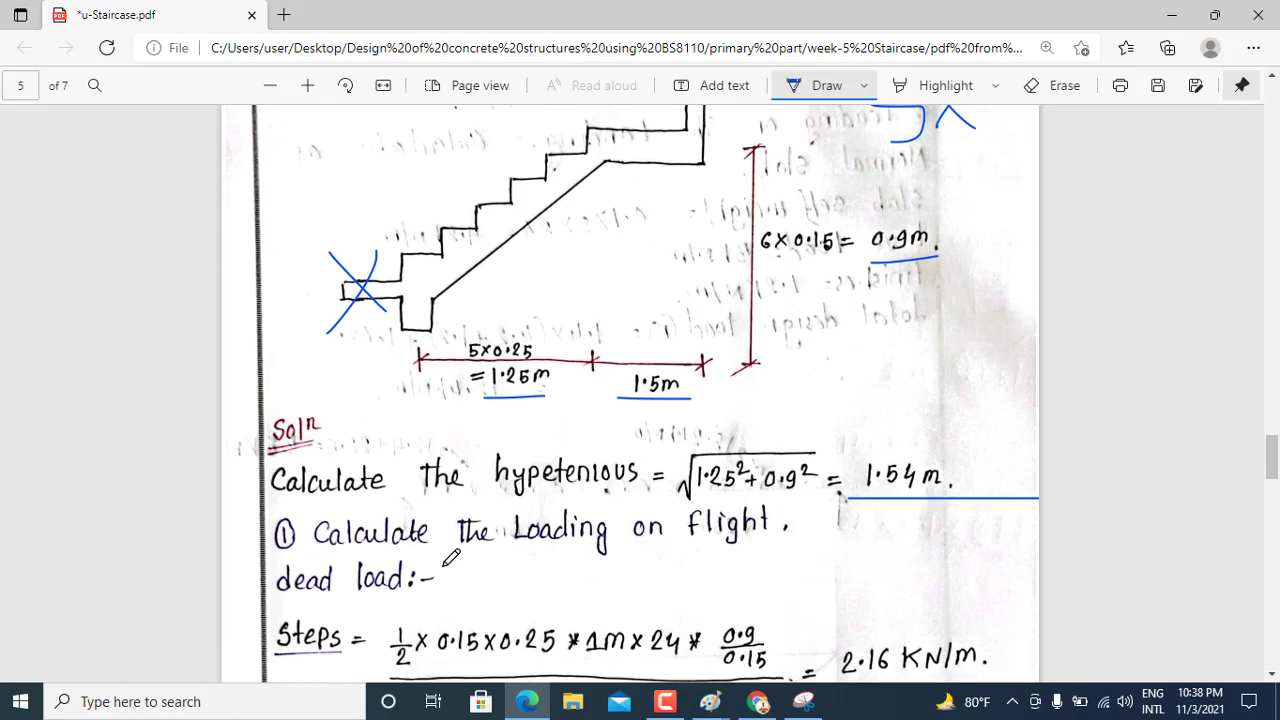 *u-Staircase.pdf
File
C:/Users/user/Desktop/Design%20of%20concrete%20structures%20using%20BS8110/primary%20part/week-5%20Staircase/pdf%20from%...
5 of 7
Page view
Read aloud
Add text
Draw
Highlight
Erase
6 x 0.15 = 0.9m.
5x0.25
= 1.25m
1.5m
Soln
Calculate the hypetenious = √1.25²+0.9² = 1.54m.
① Calculate the Loading on flight.
dead load:-
Steps = 1/2 x 0.15 x 0.25 * 1m x 24 * 0.9/0.15 = 2.16 KN/m.
Type here to search
80°F
ENG
INTL
10:38 PM
11/3/2021